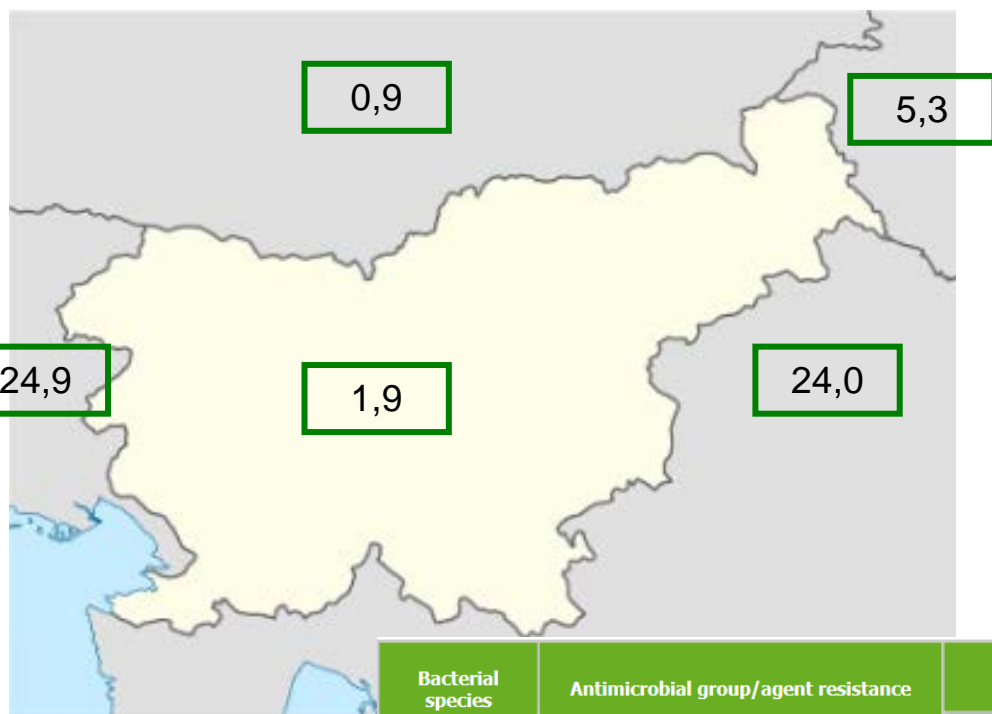 0,9
5,3
24,9
1,9
24,0
Bacterial
species
Antimicrobial group/agent resistance